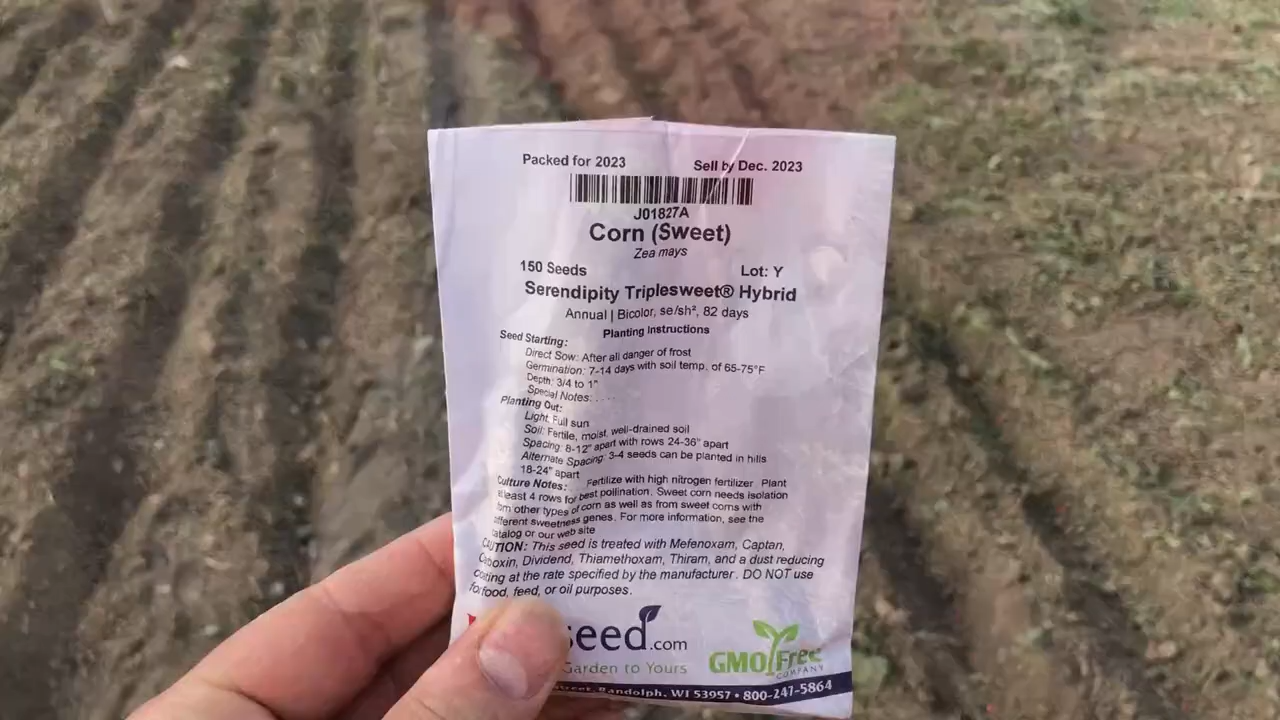 Packed for 2023 Sell by Dec. 2023
J01827A
Corn (Sweet)
Zea mays
150 Seeds Lot: Y
Serendipity Triplesweet® Hybrid
Annual | Bicolor, se/sh², 82 days
Planting Instructions
Seed Starting:
Direct Sow: After all danger of frost
Germination: 7-14 days with soil temp. of 65-75°F
Depth: 3/4 to 1"
Special Notes: . . . .
Planting Out:
Light: Full sun
Soil: Fertile, moist, well-drained soil
Spacing: 8-12" apart with rows 24-36" apart
Alternate Spacing: 3-4 seeds can be planted in hills
18-24" apart
Culture Notes: Fertilize with high nitrogen fertilizer. Plant
at least 4 rows for best pollination. Sweet corn needs isolation
from other types of corn as well as from sweet corns with
different sweetness genes. For more information, see the
catalog or our web site
CAUTION: This seed is treated with Mefenoxam, Captan,
Dividend, Thiamethoxam, Thiram, and a dust reducing
coating at the rate specified by the manufacturer. DO NOT use
for food, feed, or oil purposes.
seed.com
Garden to Yours
GMO Free
COMPANY
Street, Randolph, WI 53957 • 800-247-5864